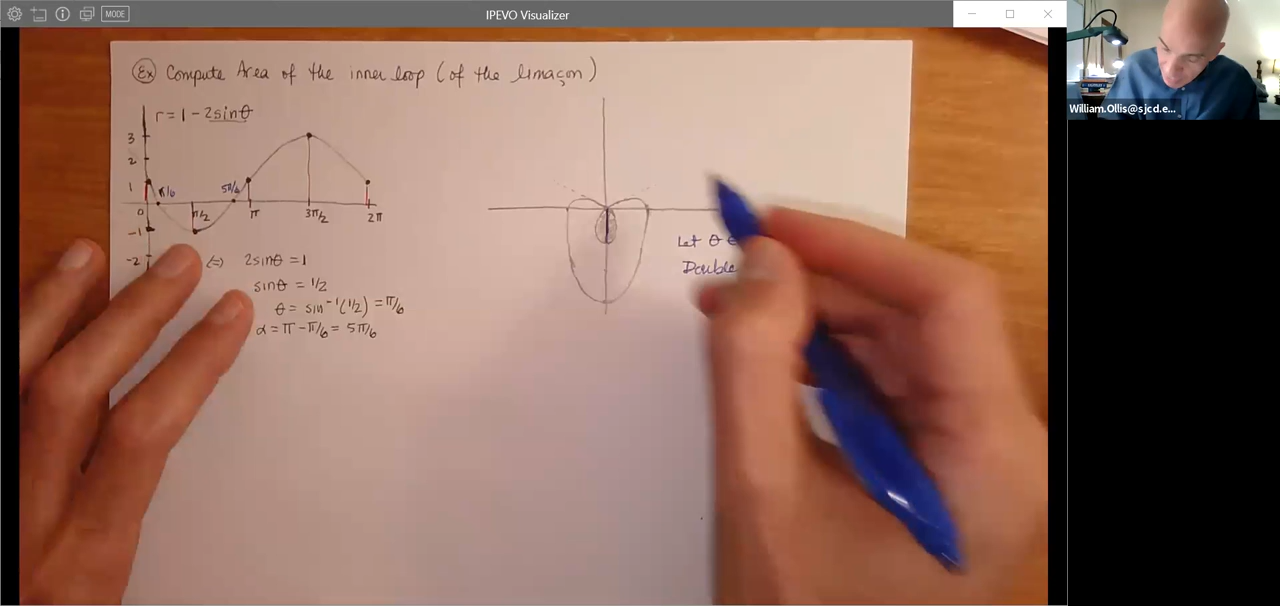 IPEVO Visualizer
MODE
William.Ollis@sjcd.e...
Ex Compute Area of the inner loop (of the limaçon)
r = 1 - 2sinθ
3
2
1
0
-1
-2
π/6
π/2
5π/6
π
3π/2
2π
(=) 2sinθ = 1
sinθ = 1/2
θ = sin⁻¹(1/2) = π/6
α = π - π/6 = 5π/6
Let θ
Double